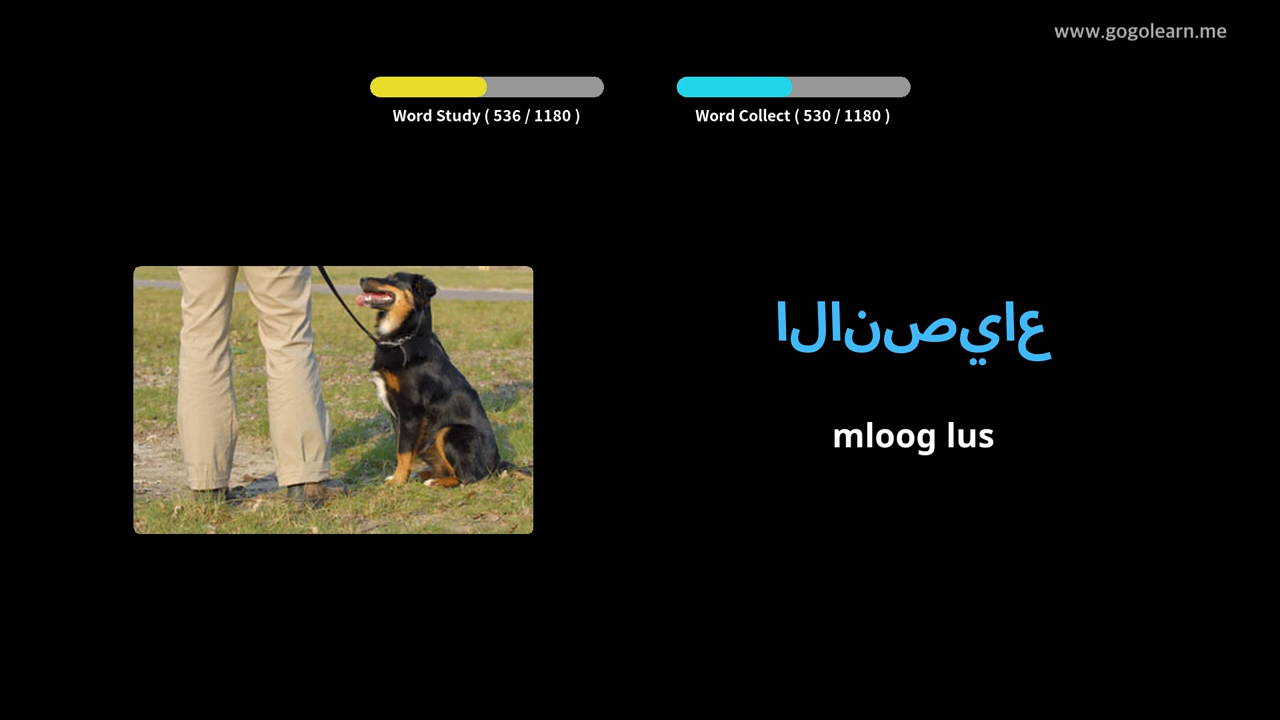 www.gogolearn.me
Word Study ( 536 / 1180 )
Word Collect ( 530 / 1180 )
الانصياع
mloog lus